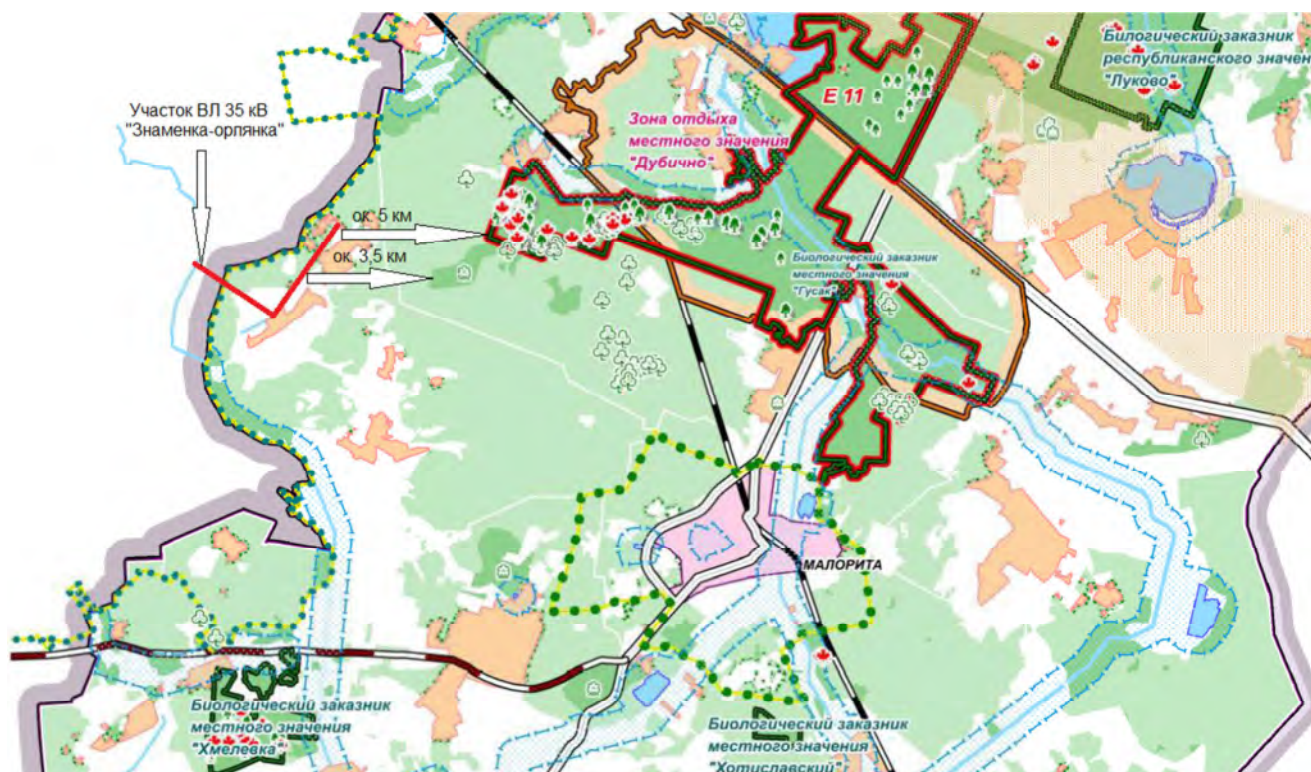 Биологический заказник
республиканского значени
"Луково"
Участок ВЛ 35 кВ
"Знаменка-орлянка"
Е 11
Зона отдыха
местного значения
"Дубично"
ок. 5 км
ок. 3,5 км
Биологический заказник
местного значения
"Гусак"
МАЛОРИТА
Биологический заказник
местного значения
"Хмелевка"
Биологический заказник
местного значения
"Хотиславский"